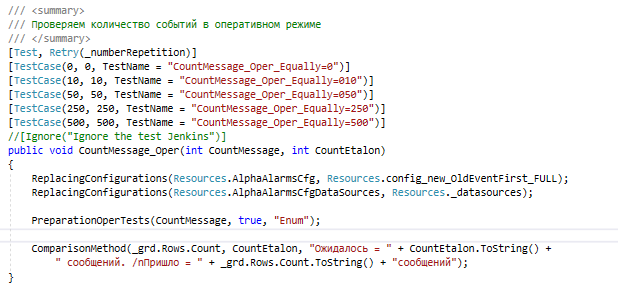 /// <summary>
/// Проверяем количество событий в оперативном режиме
/// </summary>
[Test, Retry(_numberRepetition)]
[TestCase(0, 0, TestName = "CountMessage_Oper_Equally=0")]
[TestCase(10, 10, TestName = "CountMessage_Oper_Equally=010")]
[TestCase(50, 50, TestName = "CountMessage_Oper_Equally=050")]
[TestCase(250, 250, TestName = "CountMessage_Oper_Equally=250")]
[TestCase(500, 500, TestName = "CountMessage_Oper_Equally=500")]
//[Ignore("Ignore the test Jenkins")]
public void CountMessage_Oper(int CountMessage, int CountEtalon)
{
ReplacingConfigurations(Resources.AlphaAlarmsCfg, Resources.config_new_OldEventFirst_FULL);
ReplacingConfigurations(Resources.AlphaAlarmsCfgDataSources, Resources._datasources);
PreparationOperTests(CountMessage, true, "Enum");
ComparisonMethod(_grd.Rows.Count, CountEtalon, "Ожидалось = " + CountEtalon.ToString() +
" сообщений. /nПришло = " + _grd.Rows.Count.ToString() + "сообщений");
}